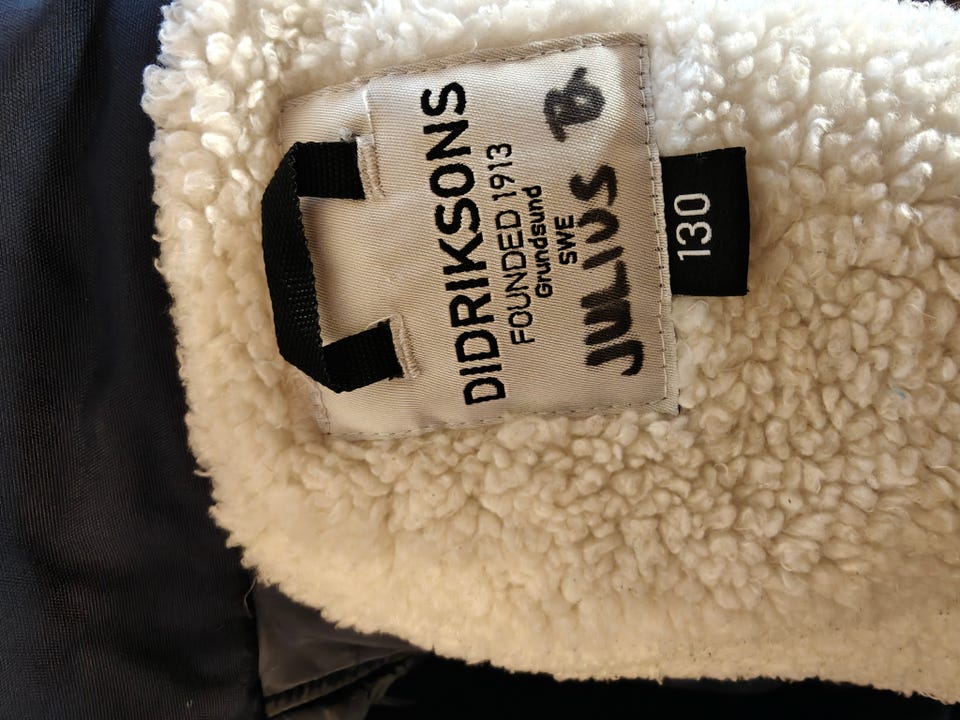 DIDRIKSONS
FOUNDED 1913
Grundsund
SWE
JULIUS
130